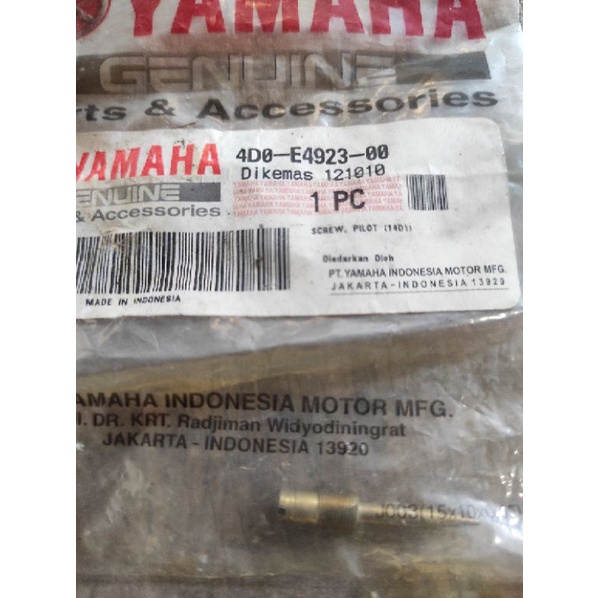 YAMAHA
GENUINE
rts & Accessories
YAMAHA
4D0-E4923-00
ENUINE
Dikemas 121010
& Accessories
1 PC
SCREW, PILOT (14D1)
Diedarkan Oleh
PT. YAMAHA INDONESIA MOTOR MFG.
JAKARTA-INDONESIA 13920
MADE IN INDONESIA
AMAHA INDONESIA MOTOR MFG.
DR. KRT. Radjiman Widyodiningrat
JAKARTA - INDONESIA 13920